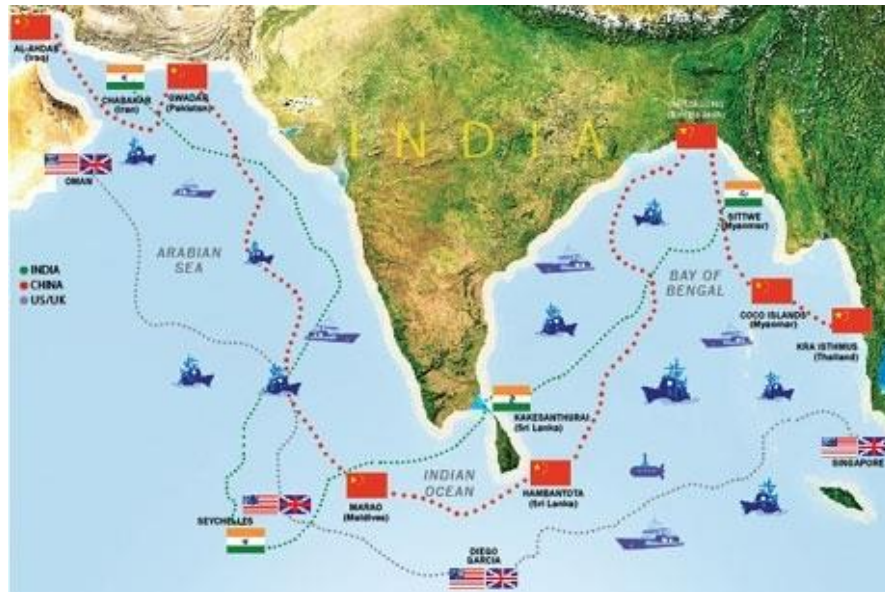 AL-AHDAB
(Iraq)
CHABAKAR
(Iran)
GWADAR
(Pakistan)
OMAN
INDIA
(Bangladesh)
SITTWE
(Myanmar)
ARABIAN
SEA
INDIA
CHINA
US/UK
BAY OF
BENGAL
COCO ISLANDS*
(Myanmar)
KRA ISTHMUS
(Thailand)
KAKESANTHURAI
(Sri Lanka)
SINGAPORE
INDIAN
OCEAN
MARAO
(Maldives)
HAMBANTOTA
(Sri Lanka)
SEYCHELLES
DIEGO
GARCIA